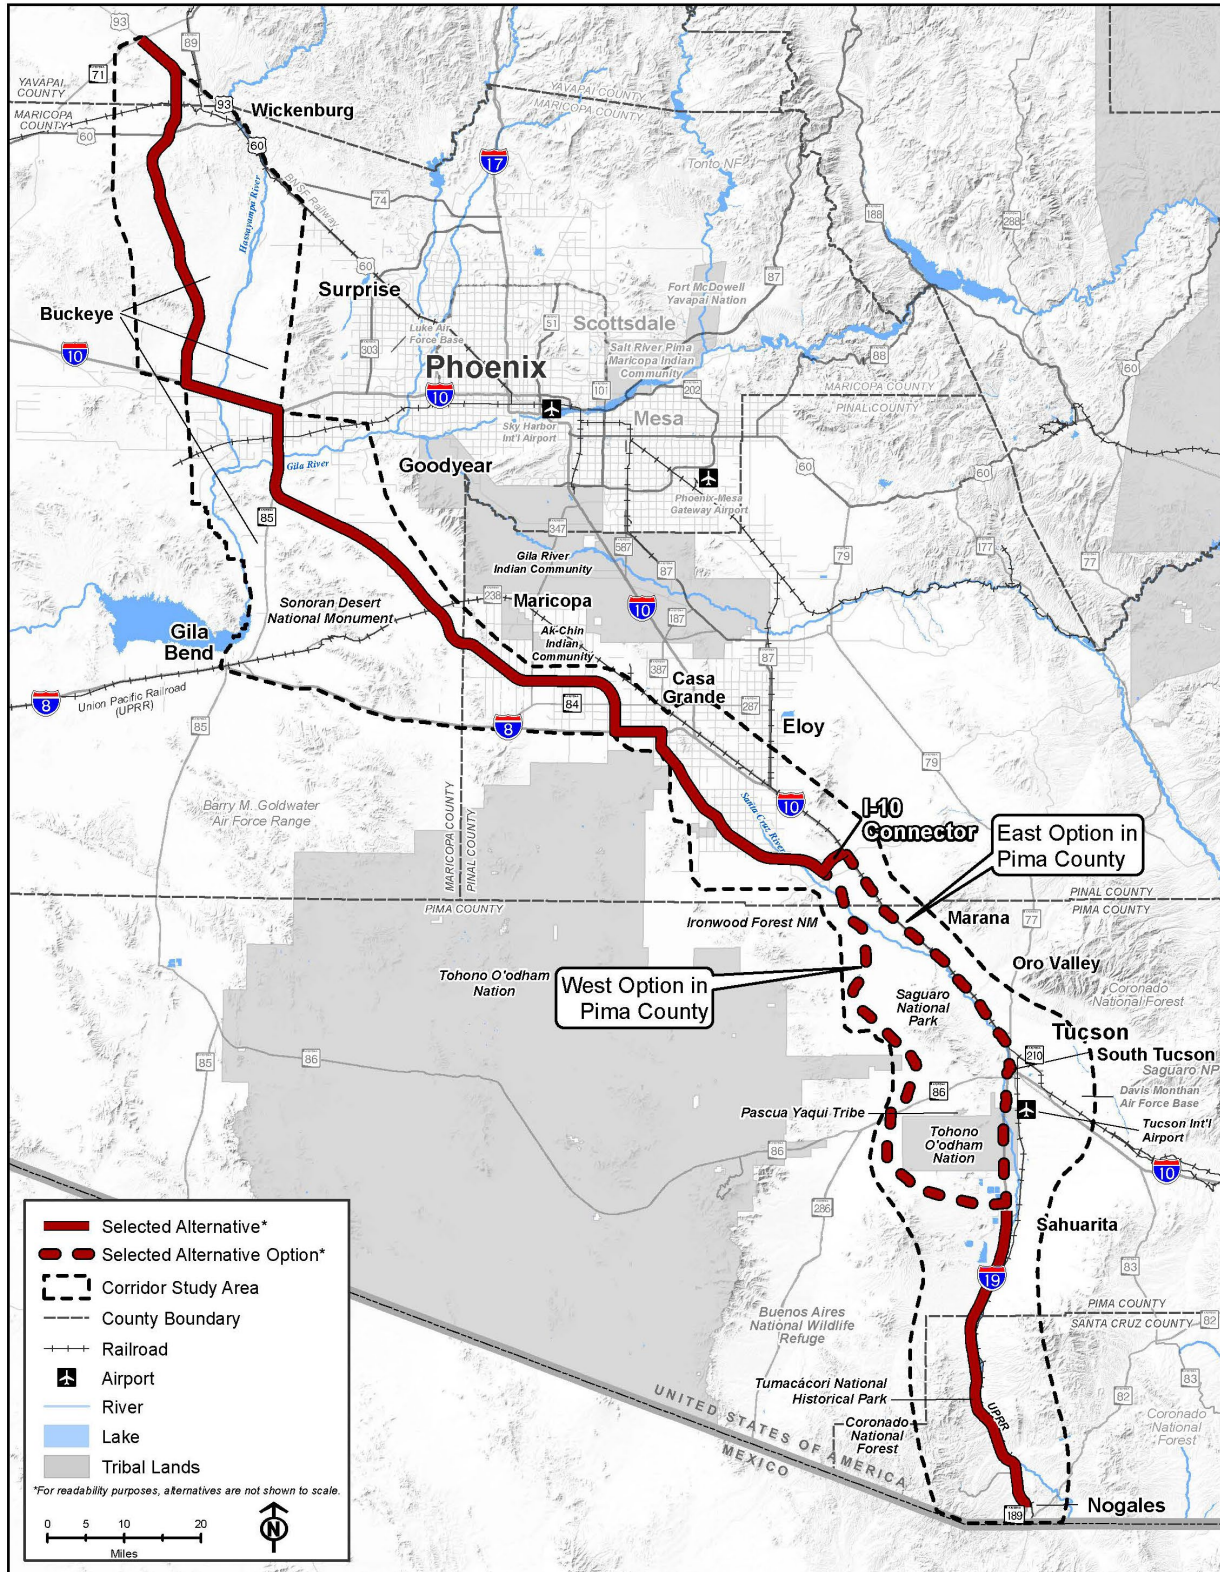 93
89
71
YAVAPAI
COUNTY
MARICOPA
COUNTY
60
93
Wickenburg
60
YAVAPAI COUNTY
MARICOPA COUNTY
17
Tonto NF
BNSF Railway
74
Hassayampa River
188
288
60
87
Surprise
Fort McDowell
Yavapai Nation
Buckeye
Luke Air
Force Base
51
Scottsdale
303
Salt River Pima
Maricopa Indian
Community
88
60
10
Phoenix
10
101
202
MARICOPA COUNTY
PINAL COUNTY
Mesa
Sky Harbor
Int'l Airport
Goodyear
Gila River
60
60
Phoenix-Mesa
Gateway Airport
85
347
587
177
79
77
Gila River
Indian Community
87
238
Maricopa
10
187
Sonoran Desert
National Monument
Ak-Chin
Indian
Community
Gila
Bend
387
87
Casa
Grande
8
Union Pacific Railroad
(UPRR)
84
287
85
8
Eloy
79
Santa Cruz River
10
I-10
Connector
Barry M. Goldwater
Air Force Range
East Option in
Pima County
MARICOPA COUNTY
PINAL COUNTY
PIMA COUNTY
PINAL COUNTY
PIMA COUNTY
Ironwood Forest NM
Marana
77
Oro Valley
Tohono O'odham
Nation
West Option in
Pima County
Coronado
National Forest
Saguaro
National
Park
Tucson
85
86
210
South Tucson
Saguaro NP
86
Davis Monthan
Air Force Base
Pascua Yaqui Tribe
Tucson Int'l
Airport
Tohono
O'odham
Nation
86
10
286
Sahuarita
19
83
Buenos Aires
National Wildlife
Refuge
PIMA COUNTY
SANTA CRUZ COUNTY
82
Tumacácori National
Historical Park
83
82
UPRR
Coronado
National
Forest
Coronado
National
Forest
UNITED STATES OF AMERICA
MEXICO
Nogales
189
Selected Alternative*
Selected Alternative Option*
Corridor Study Area
County Boundary
Railroad
Airport
River
Lake
Tribal Lands
*For readability purposes, alternatives are not shown to scale.
N
0 5 10 20
Miles